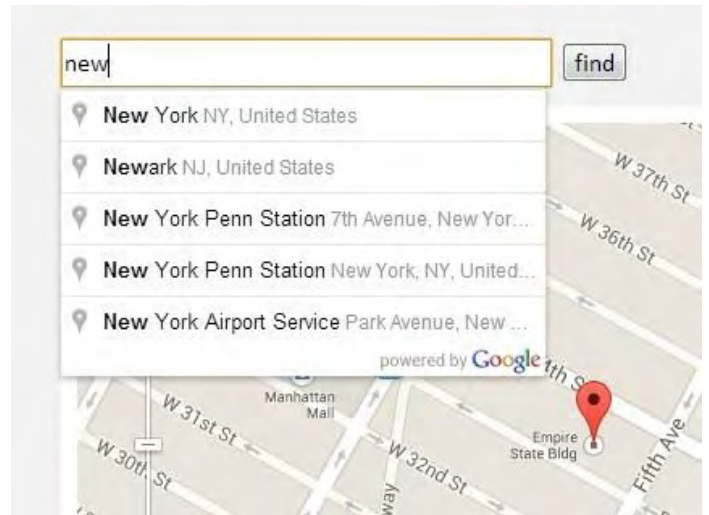 new
find
New York NY, United States
Newark NJ, United States
New York Penn Station 7th Avenue, New Yor...
New York Penn Station New York, NY, United...
New York Airport Service Park Avenue, New ...
powered by Google
W 37th St
W 36th St
Manhattan
Mall
W 31st St
Empire
State Bldg
Fifth Ave
W 32nd St
W 30th St